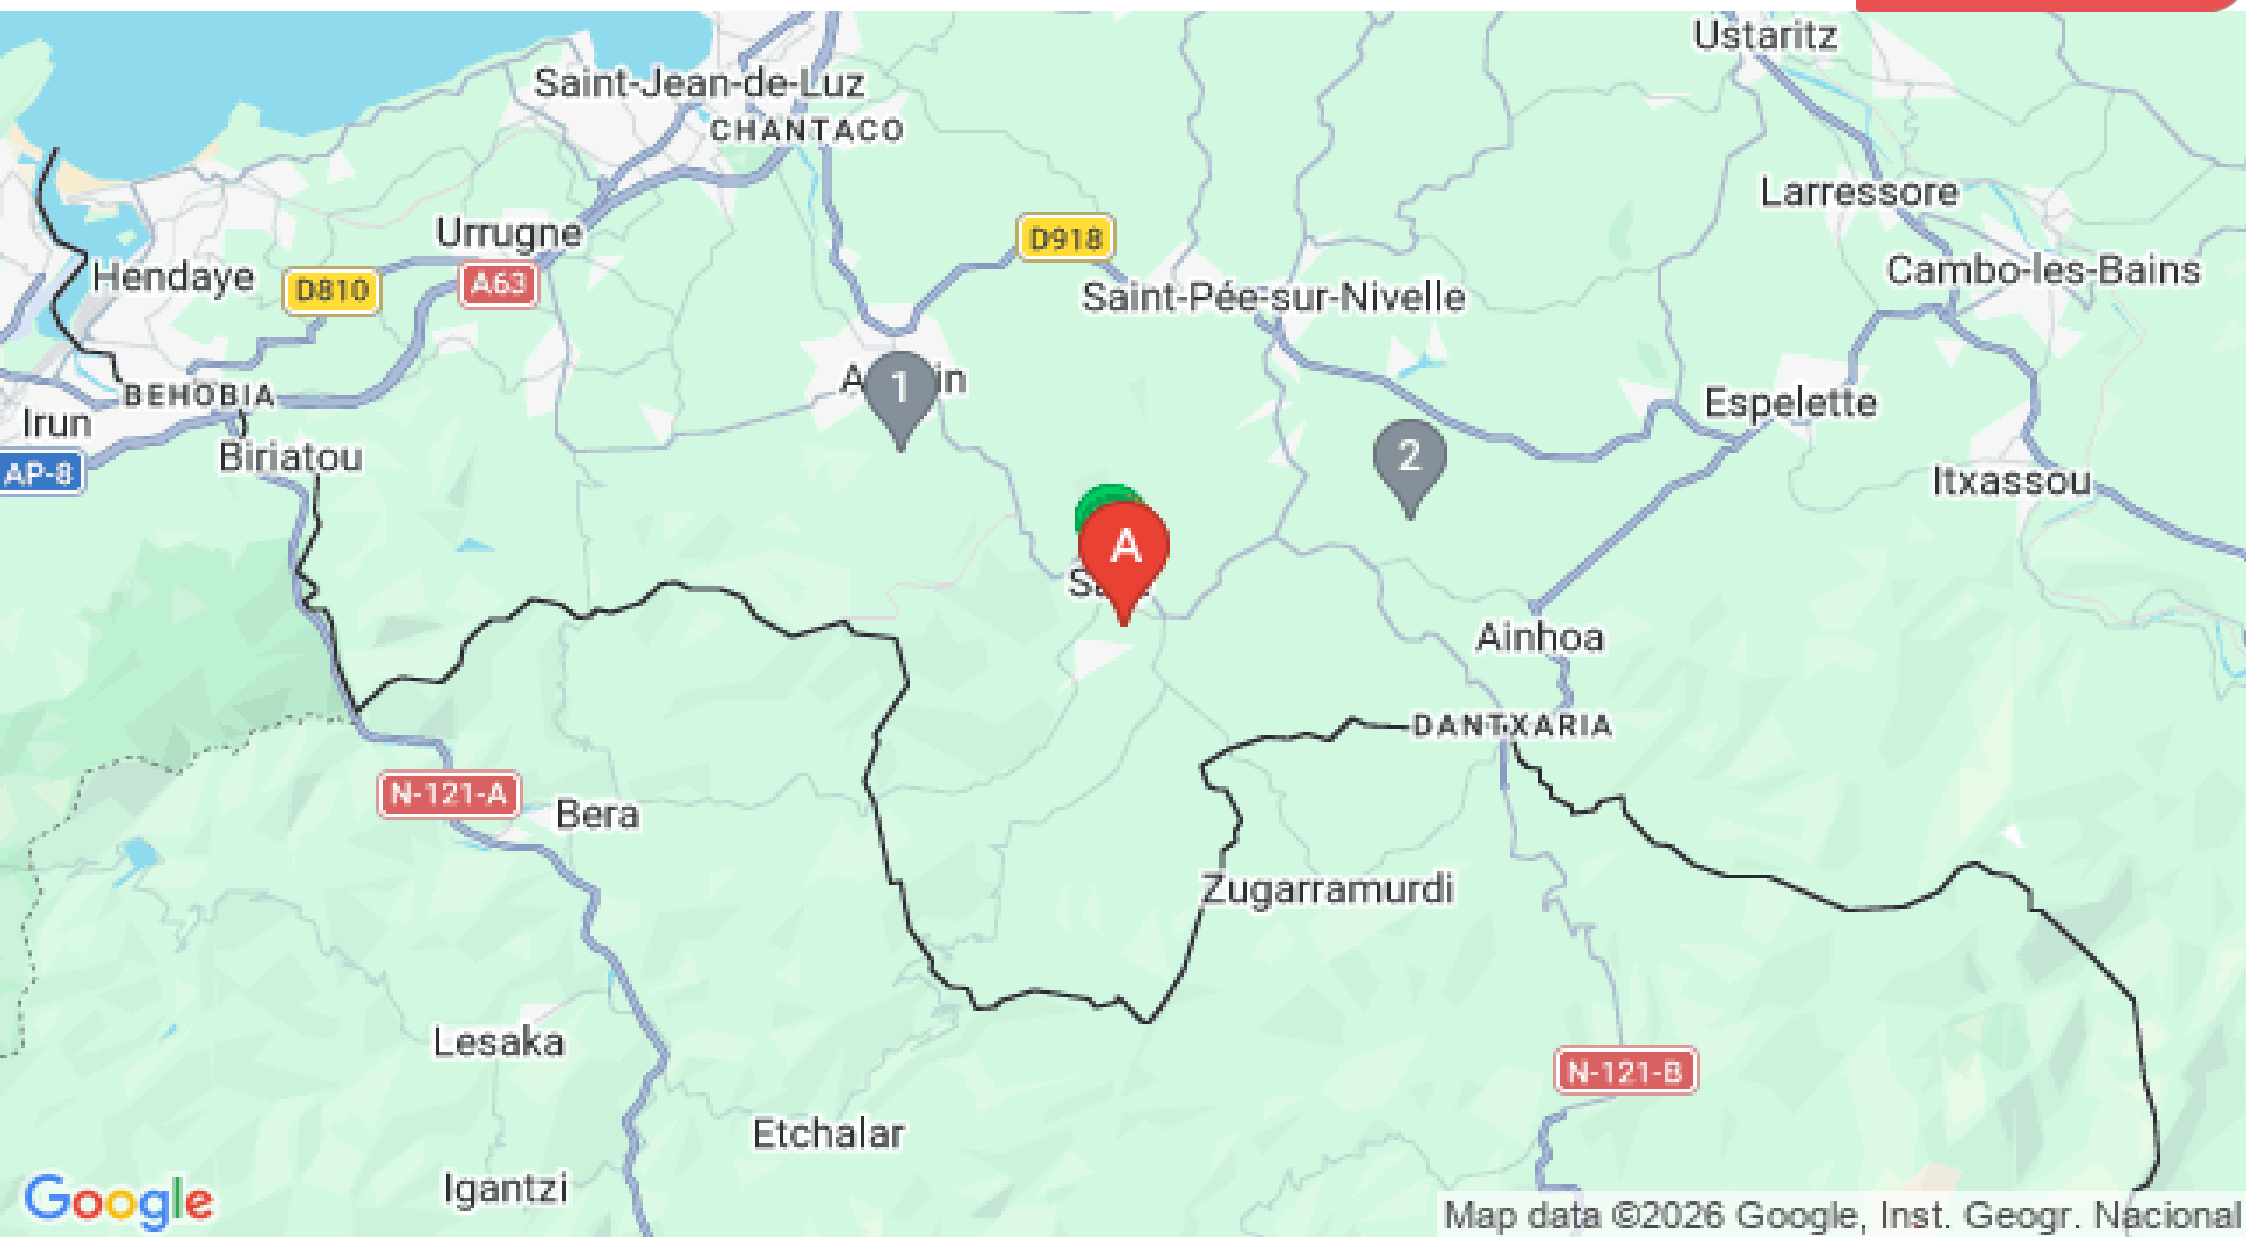 Ustaritz
Saint-Jean-de-Luz
CHANTACO
Larressore
Urrugne
D918
Hendaye
D810
A63
Saint-Pée-sur-Nivelle
Cambo-les-Bains
1
BEHOBIA
Irun
Espelette
Biriatou
2
AP-8
Itxassou
A
Ainhoa
DANTXARIA
N-121-A
Bera
Zugarramurdi
Lesaka
N-121-B
Etchalar
Igantzi
Google
Map data ©2026 Google, Inst. Geogr. Nacional